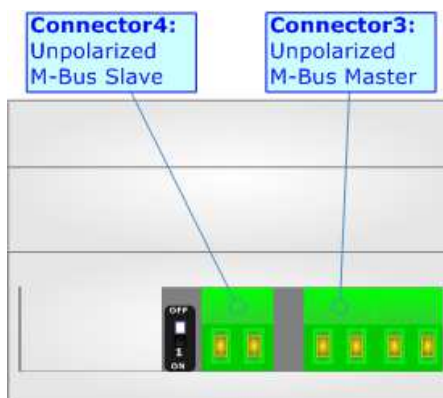 Connector4:
Unpolarized
M-Bus Slave
Connector3:
Unpolarized
M-Bus Master
OFF
1
ON